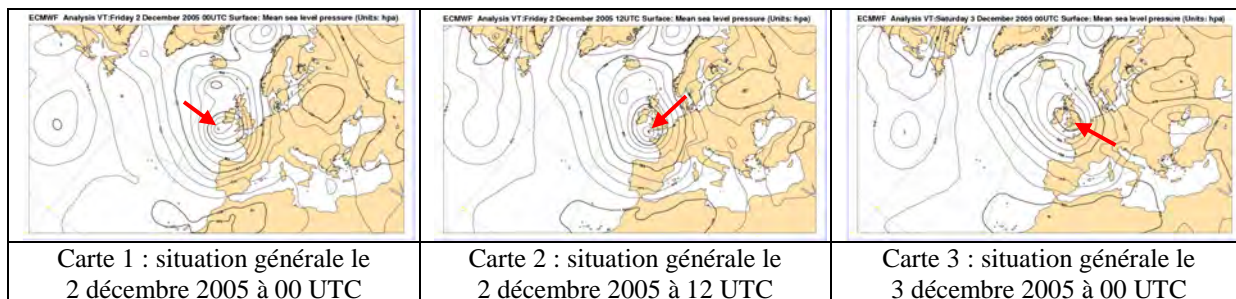 ECMWF Analysis VT:Friday 2 December 2005 00UTC Surface: Mean sea level pressure (Units: hpa)
ECMWF Analysis VT:Friday 2 December 2005 12UTC Surface: Mean sea level pressure (Units: hpa)
ECMWF Analysis VT:Saturday 3 December 2005 00UTC Surface: Mean sea level pressure (Units: hpa)
Carte 1 : situation générale le
2 décembre 2005 à 00 UTC
Carte 2 : situation générale le
2 décembre 2005 à 12 UTC
Carte 3 : situation générale le
3 décembre 2005 à 00 UTC